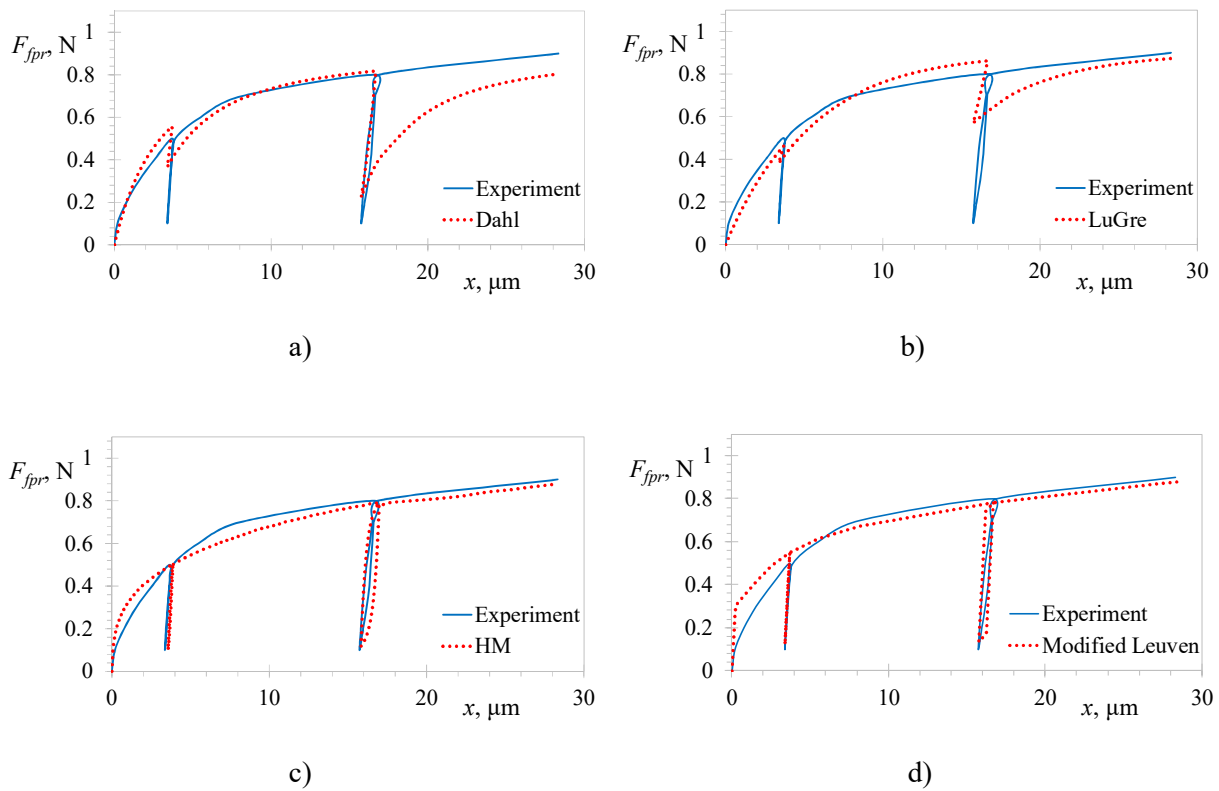 F_fpr, N
1
0.8
0.6
0.4
0.2
0
0 10 20 30
x, μm
Experiment
Dahl
a)
F_fpr, N
1
0.8
0.6
0.4
0.2
0
0 10 20 30
x, μm
Experiment
LuGre
b)
F_fpr, N
1
0.8
0.6
0.4
0.2
0
0 10 20 30
x, μm
Experiment
HM
c)
F_fpr, N
1
0.8
0.6
0.4
0.2
0
0 10 20 30
x, μm
Experiment
Modified Leuven
d)